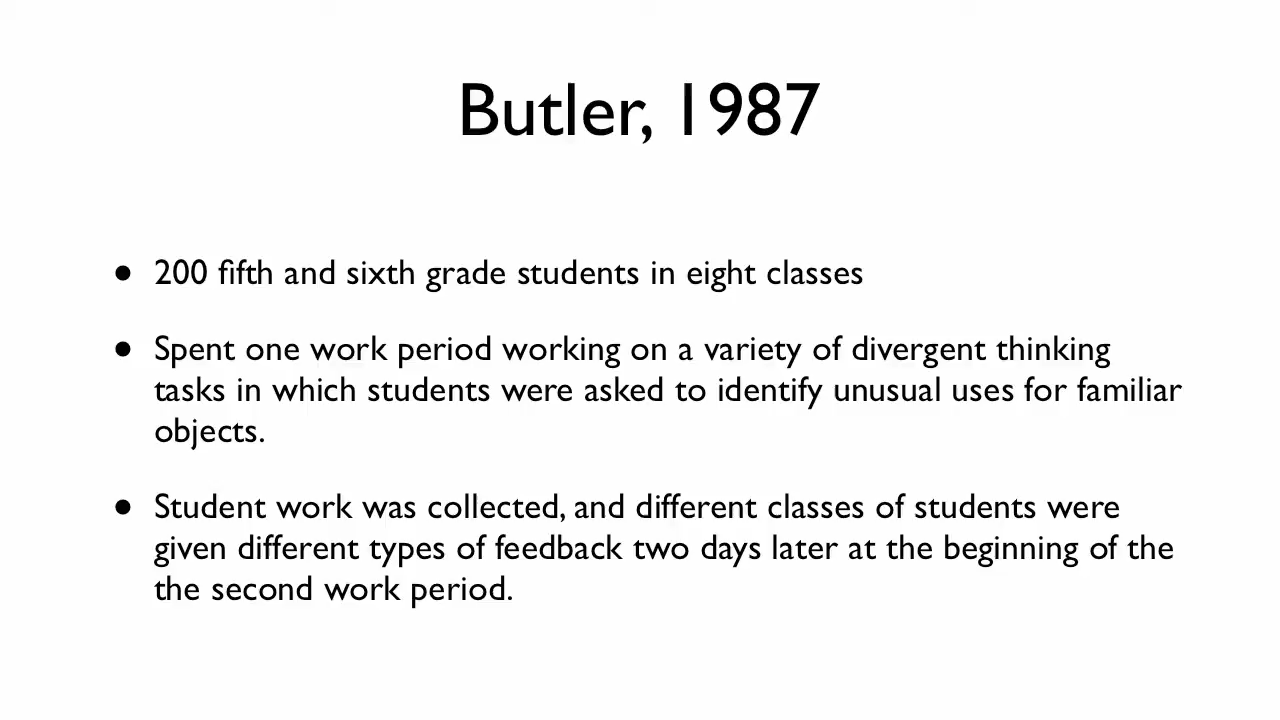 Butler, 1987
• 200 fifth and sixth grade students in eight classes
• Spent one work period working on a variety of divergent thinking
tasks in which students were asked to identify unusual uses for familiar
objects.
• Student work was collected, and different classes of students were
given different types of feedback two days later at the beginning of the
the second work period.